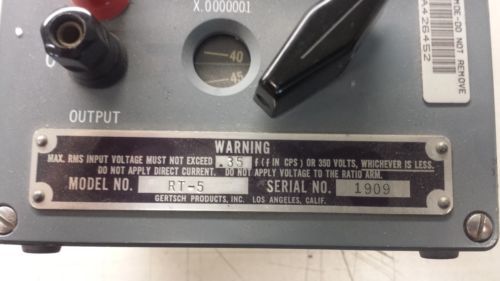 X.0000001
40
45
OUTPUT
WARNING
MAX. RMS INPUT VOLTAGE MUST NOT EXCEED .35 f (f IN CPS) OR 350 VOLTS, WHICHEVER IS LESS.
DO NOT APPLY DIRECT CURRENT. DO NOT APPLY VOLTAGE TO THE RATIO ARM.
MODEL NO. RT-5 SERIAL NO. 1909
GERTSCH PRODUCTS, INC. LOS ANGELES, CALIF.
DO NOT REMOVE
A426452